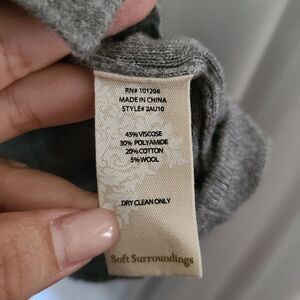 RN# 101206
MADE IN CHINA
STYLE# 2AU10
45% VISCOSE
30% POLYAMIDE
20% COTTON
5% WOOL
DRY CLEAN ONLY
Soft Surroundings